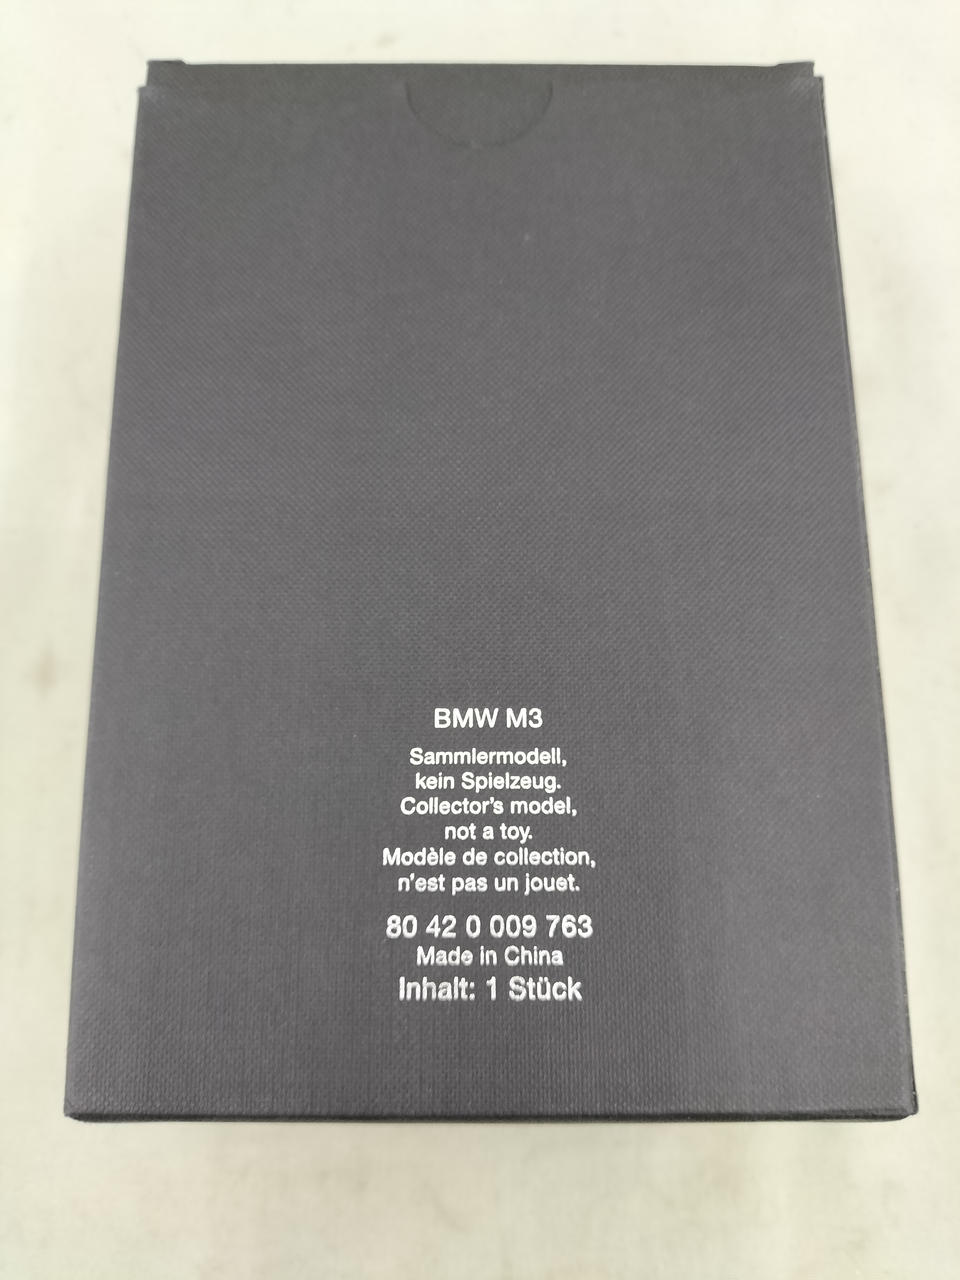 BMW M3
Sammlermodell,
kein Spielzeug.
Collector's model,
not a toy.
Modèle de collection,
n'est pas un jouet.
80 42 0 009 763
Made in China
Inhalt: 1 Stück